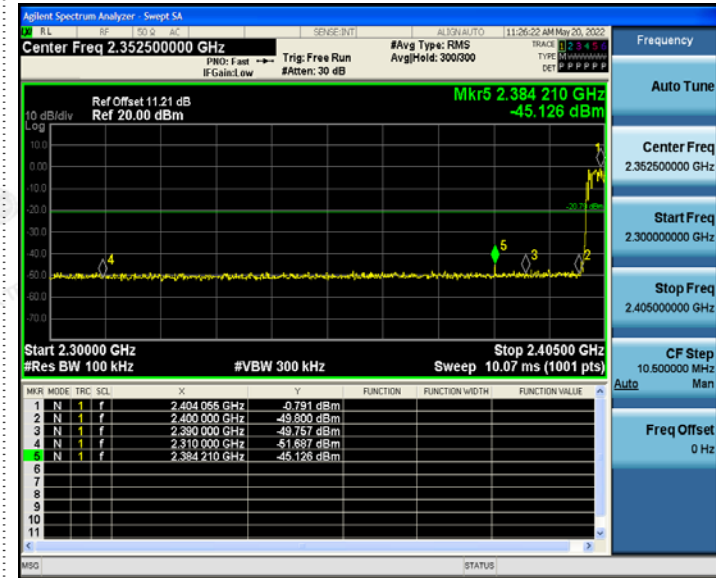 Agilent Spectrum Analyzer - Swept SA
RL RF 50 Ω AC SENSE:INT ALIGNAUTO 11:26:22 AM May 20, 2022
Center Freq 2.352500000 GHz
PNO: Fast
IFGain:Low
Trig: Free Run
#Atten: 30 dB
#Avg Type: RMS
Avg|Hold: 300/300
TRACE 1 2 3 4 5 6
TYPE M
DET P P P P P P
Ref Offset 11.21 dB
Ref 20.00 dBm
10 dB/div
Log
Mkr5 2.384 210 GHz
-45.126 dBm
10.0
0.00
-10.0
-20.0
-30.0
-40.0
-50.0
-60.0
-70.0
-20.79 dBm
1
4
5
3
2
Start 2.30000 GHz Stop 2.40500 GHz
#Res BW 100 kHz #VBW 300 kHz Sweep 10.07 ms (1001 pts)
MKR MODE TRC SCL X Y FUNCTION FUNCTION WIDTH FUNCTION VALUE
1 N 1 f 2.404 055 GHz -0.791 dBm
2 N 1 f 2.400 000 GHz -49.800 dBm
3 N 1 f 2.390 000 GHz -49.757 dBm
4 N 1 f 2.310 000 GHz -51.687 dBm
5 N 1 f 2.384 210 GHz -45.126 dBm
6
7
8
9
10
11
MSG STATUS
Frequency
Auto Tune
Center Freq
2.352500000 GHz
Start Freq
2.300000000 GHz
Stop Freq
2.405000000 GHz
CF Step
10.500000 MHz
Auto Man
Freq Offset
0 Hz